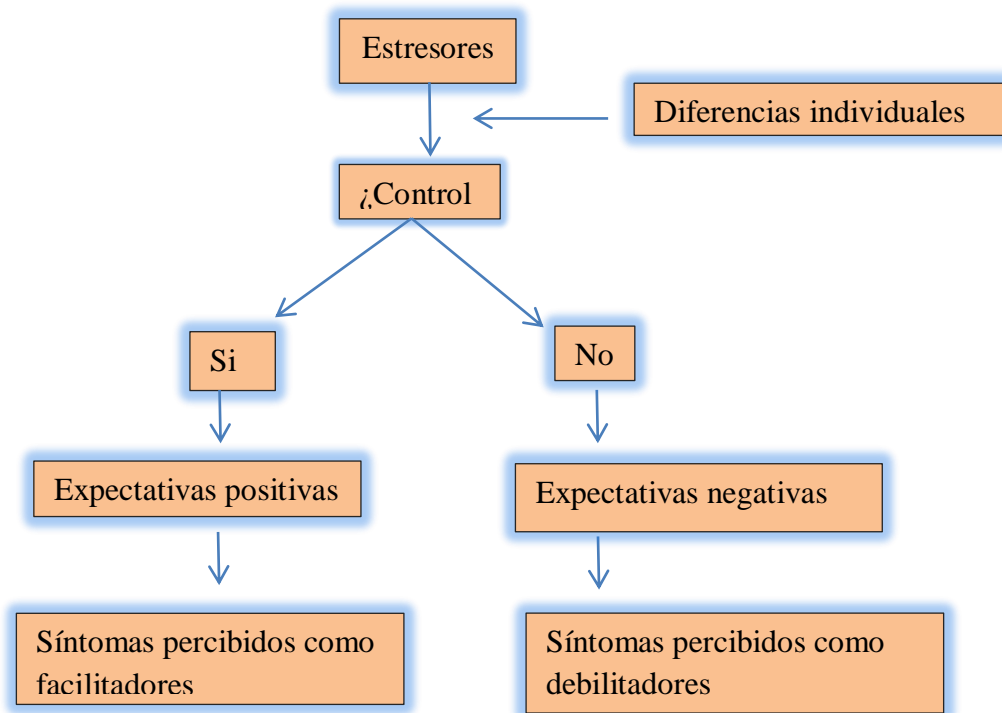 Estresores
Diferencias individuales
¿Control
Si
No
Expectativas positivas
Expectativas negativas
Síntomas percibidos como
facilitadores
Síntomas percibidos como
debilitadores